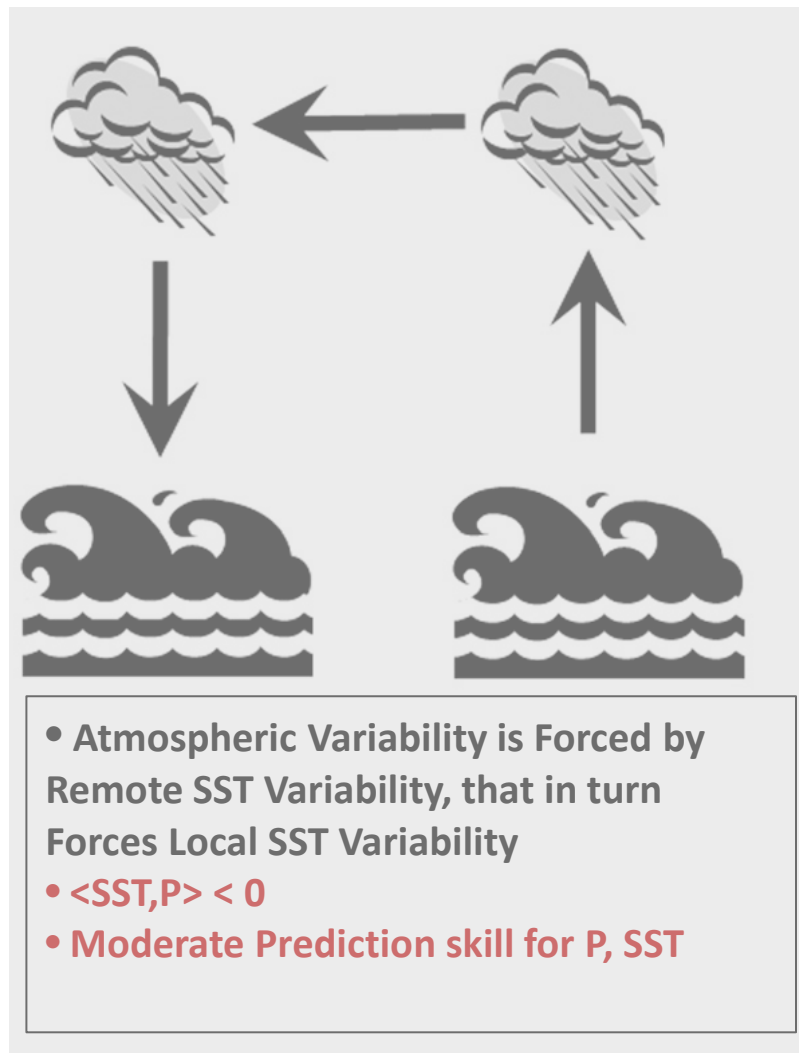 • Atmospheric Variability is Forced by
Remote SST Variability, that in turn
Forces Local SST Variability
• <SST,P> < 0
• Moderate Prediction skill for P, SST